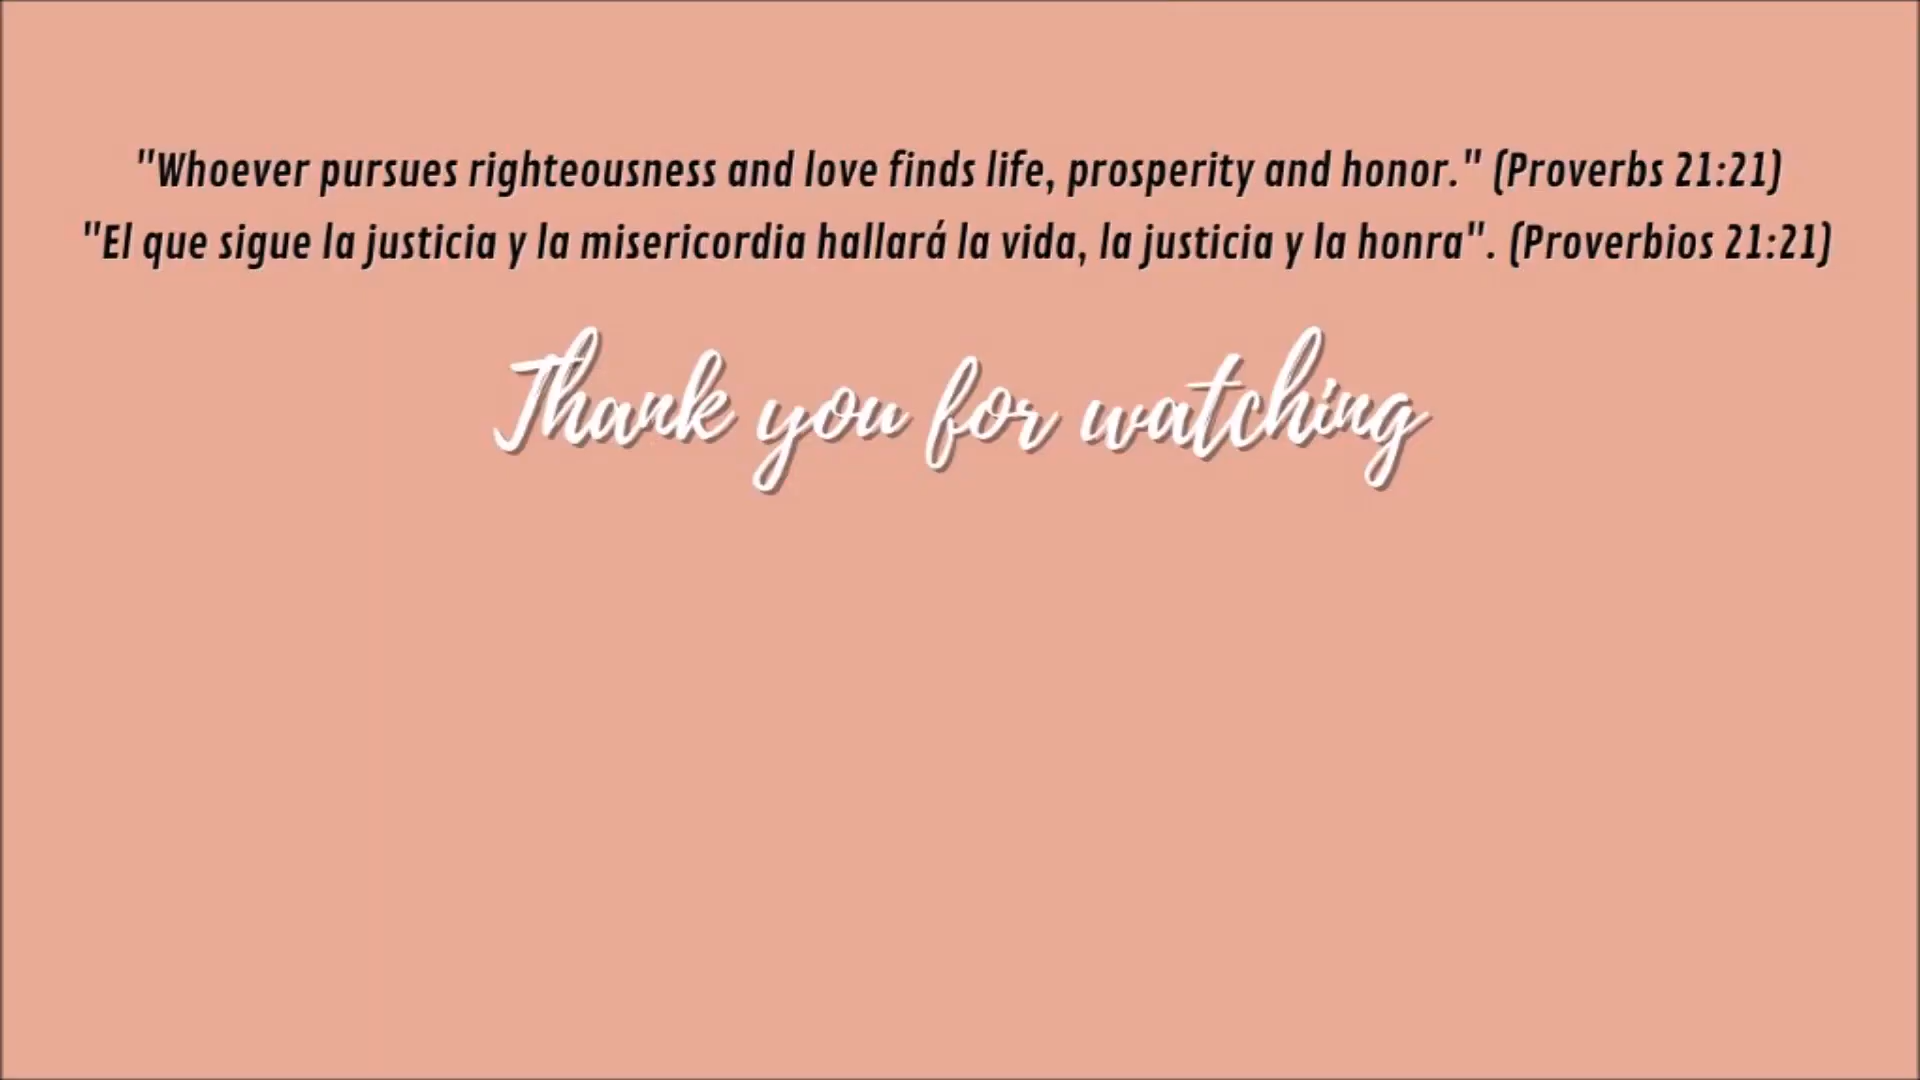 "Whoever pursues righteousness and love finds life, prosperity and honor." (Proverbs 21:21)
"El que sigue la justicia y la misericordia hallará la vida, la justicia y la honra". (Proverbios 21:21)
Thank you for watching